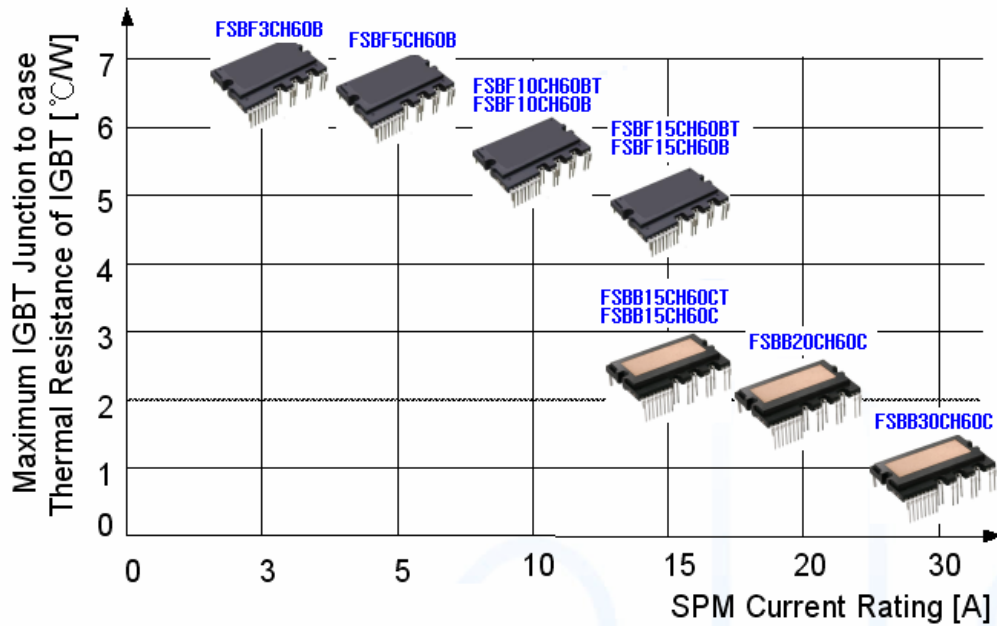 Maximum IGBT Junction to case
Thermal Resistance of IGBT [℃/W]
7
6
5
4
3
2
1
0
FSBF3CH60B
FSBF5CH60B
FSBF10CH60BT
FSBF10CH60B
FSBF15CH60BT
FSBF15CH60B
FSBB15CH60CT
FSBB15CH60C
FSBB20CH60C
FSBB30CH60C
0 3 5 10 15 20 30
SPM Current Rating [A]